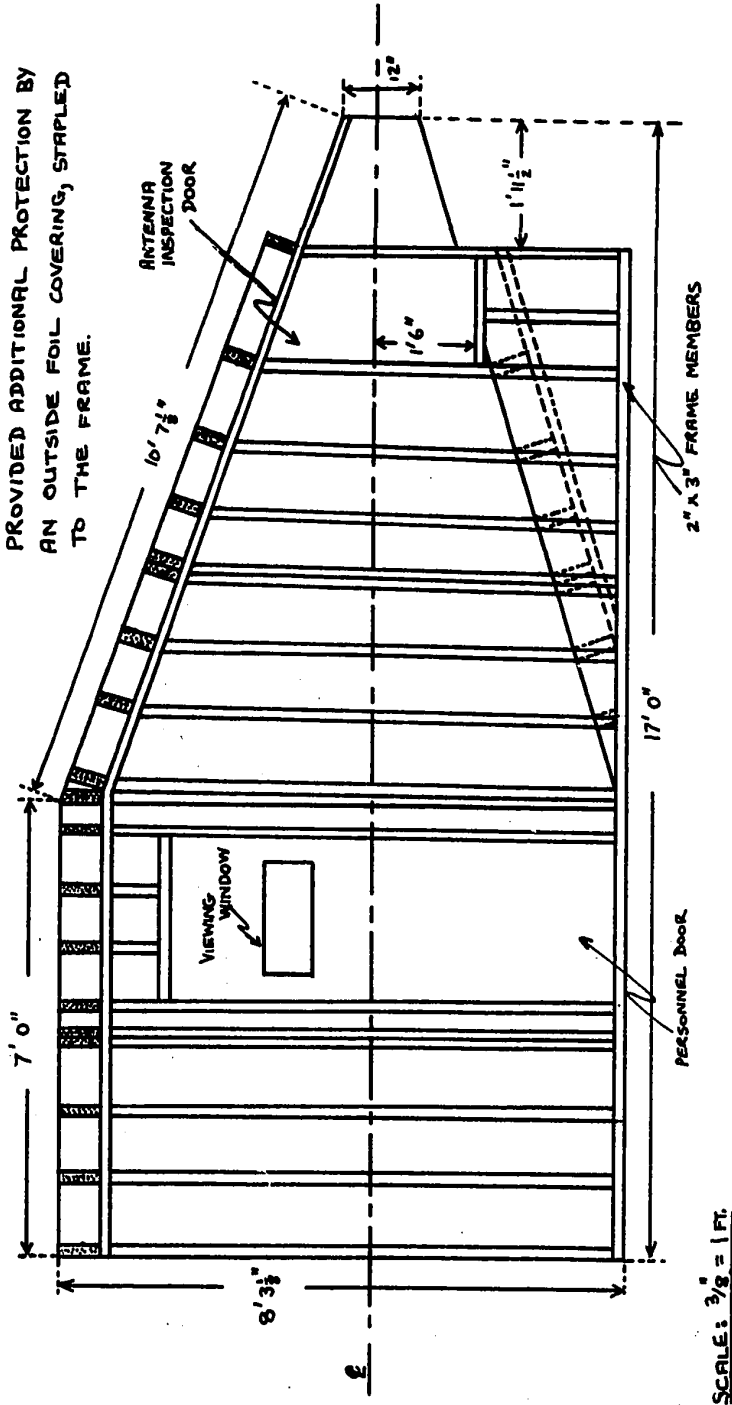 PROVIDED ADDITIONAL PROTECTION BY
AN OUTSIDE FOIL COVERING, STAPLED
TO THE FRAME.
ANTENNA
INSPECTION
DOOR
12"
10' 7⅞"
1' 11½"
1' 6"
2" x 3" FRAME MEMBERS
7' 0"
VIEWING
WINDOW
17' 0"
PERSONNEL DOOR
8' 3⅛"
℄
SCALE: 3/8" = 1 FT.